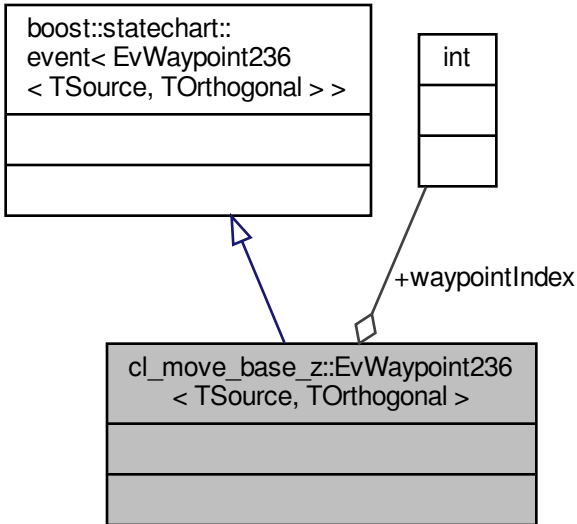 boost::statechart::
event< EvWaypoint236
< TSource, TOrthogonal > >
int
+waypointIndex
cl_move_base_z::EvWaypoint236
< TSource, TOrthogonal >